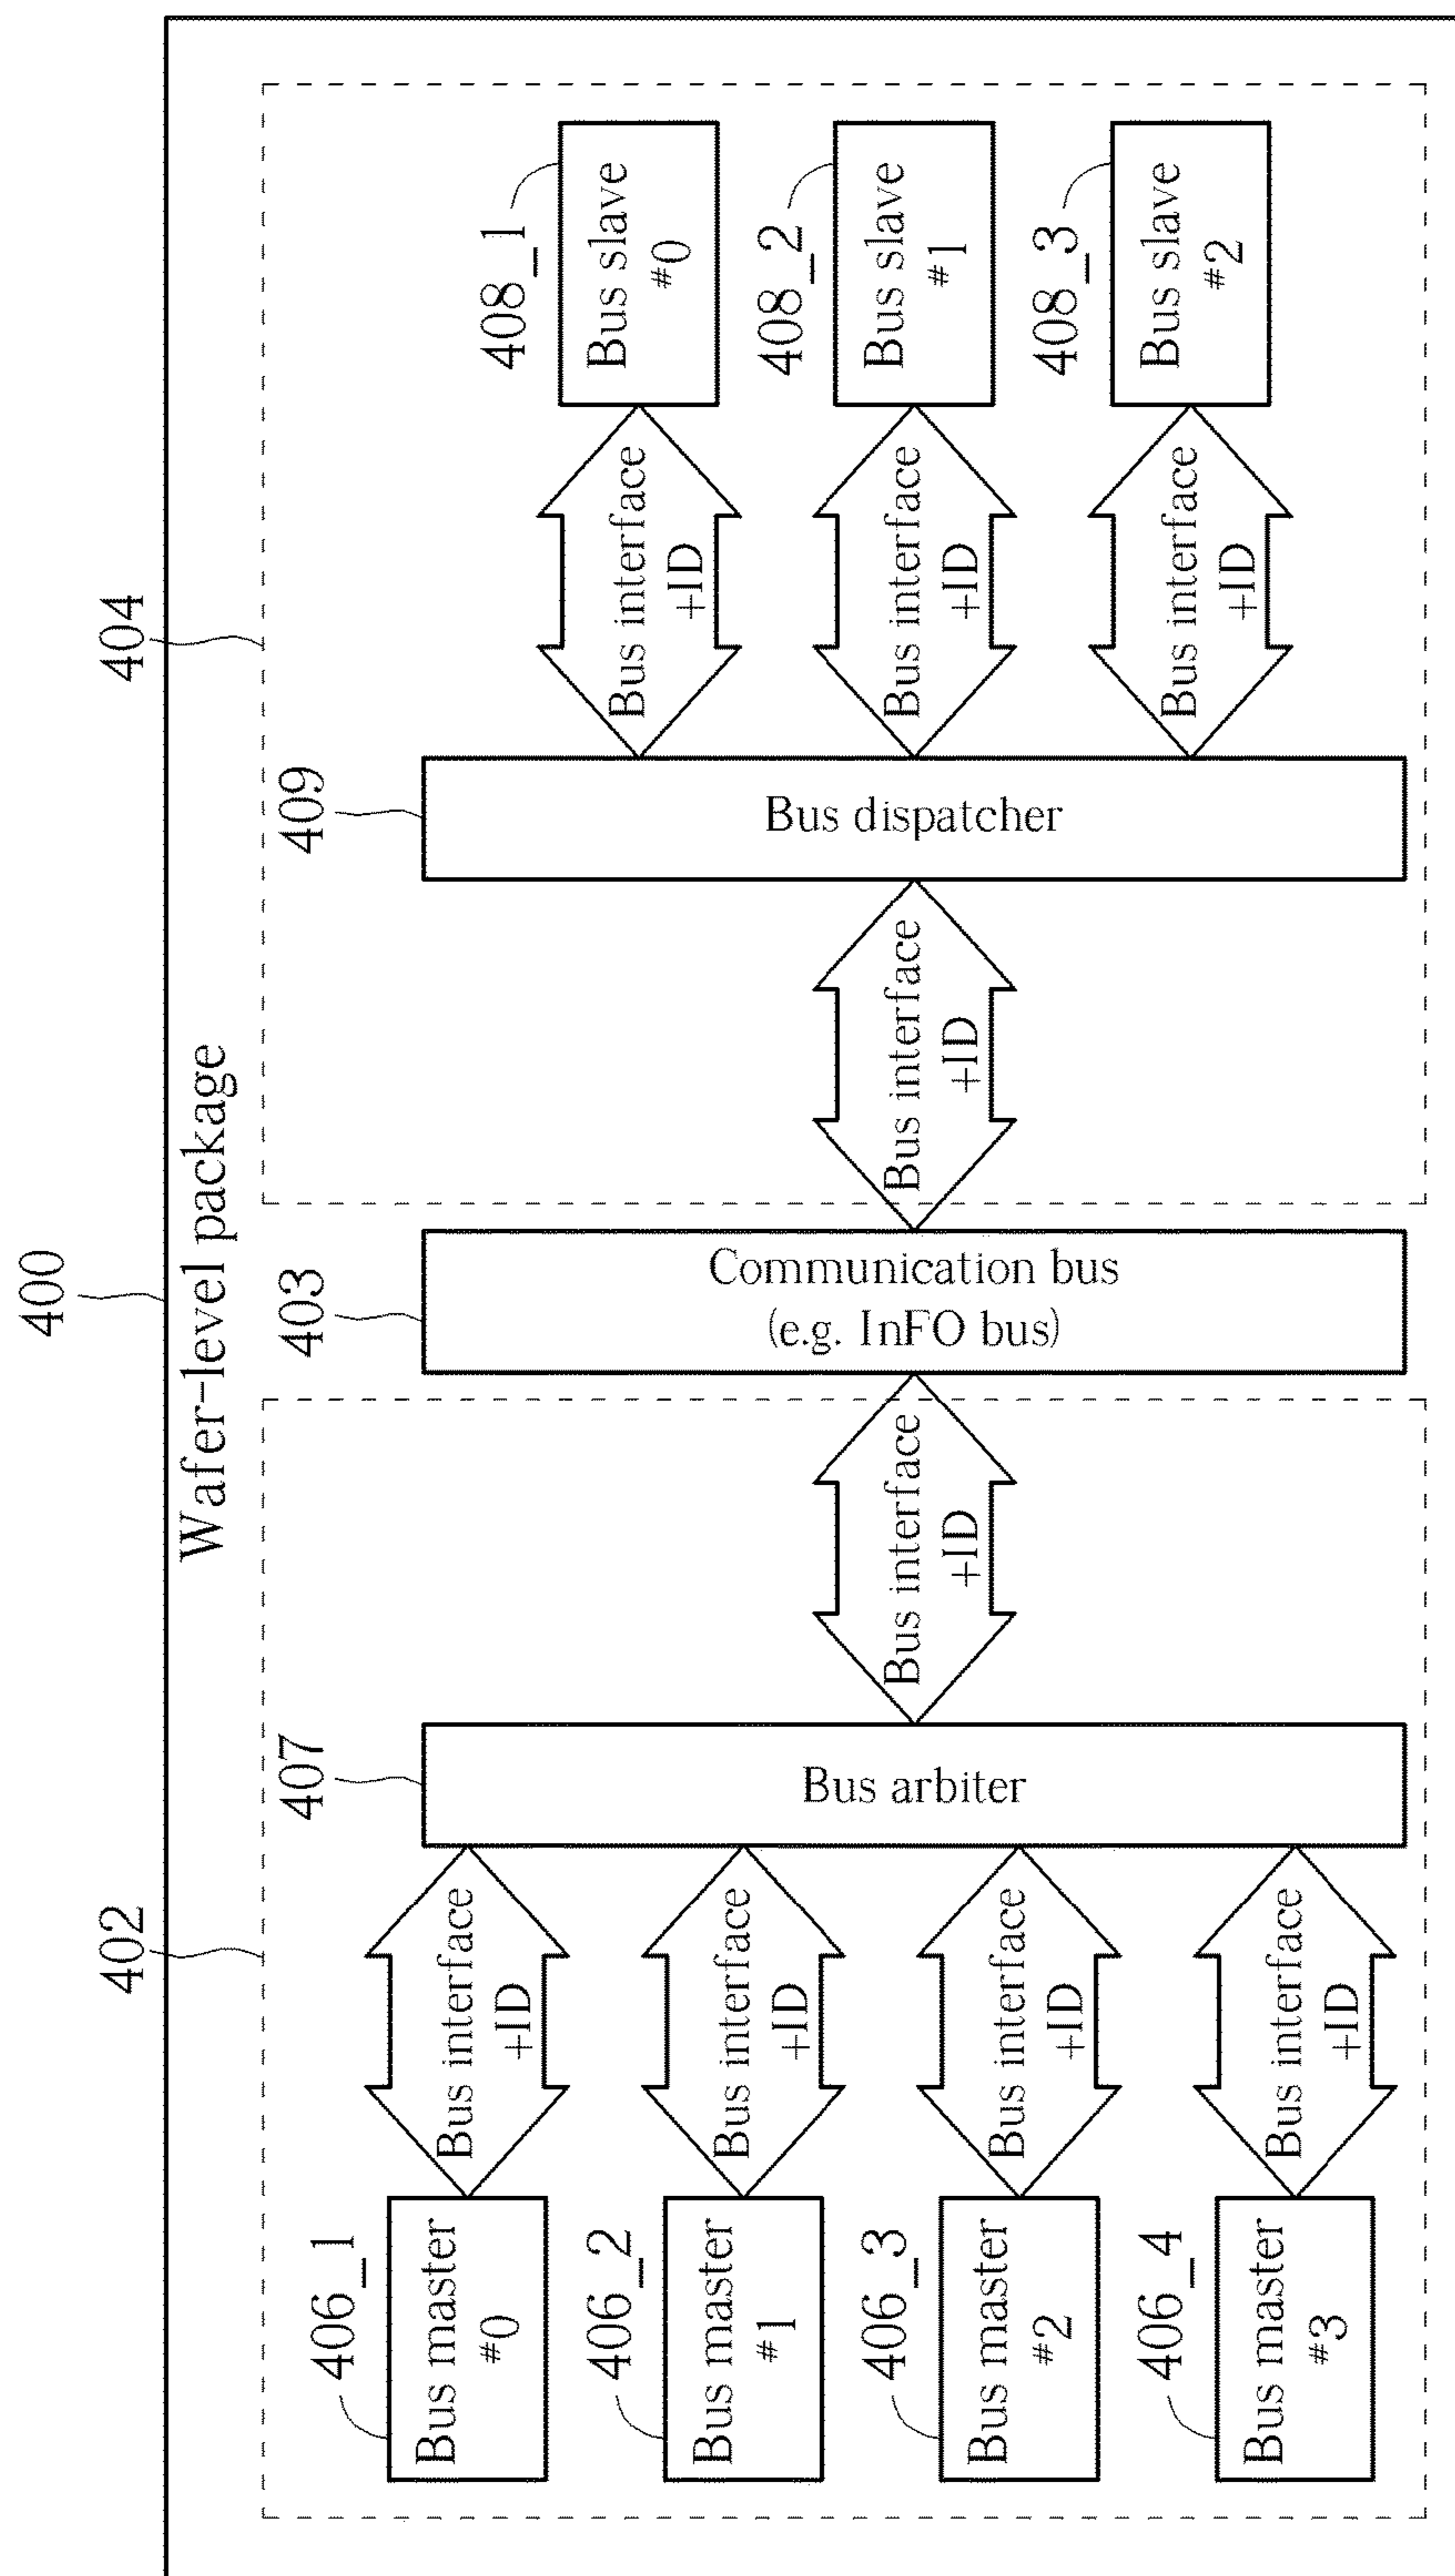 400
Wafer-level package
402
404
406_1
Bus master
#0
Bus interface
+ID
406_2
Bus master
#1
Bus interface
+ID
406_3
Bus master
#2
Bus interface
+ID
406_4
Bus master
#3
Bus interface
+ID
407
Bus arbiter
Bus interface
+ID
403
Communication bus
(e.g. InFO bus)
Bus interface
+ID
409
Bus dispatcher
Bus interface
+ID
408_1
Bus slave
#0
Bus interface
+ID
408_2
Bus slave
#1
Bus interface
+ID
408_3
Bus slave
#2